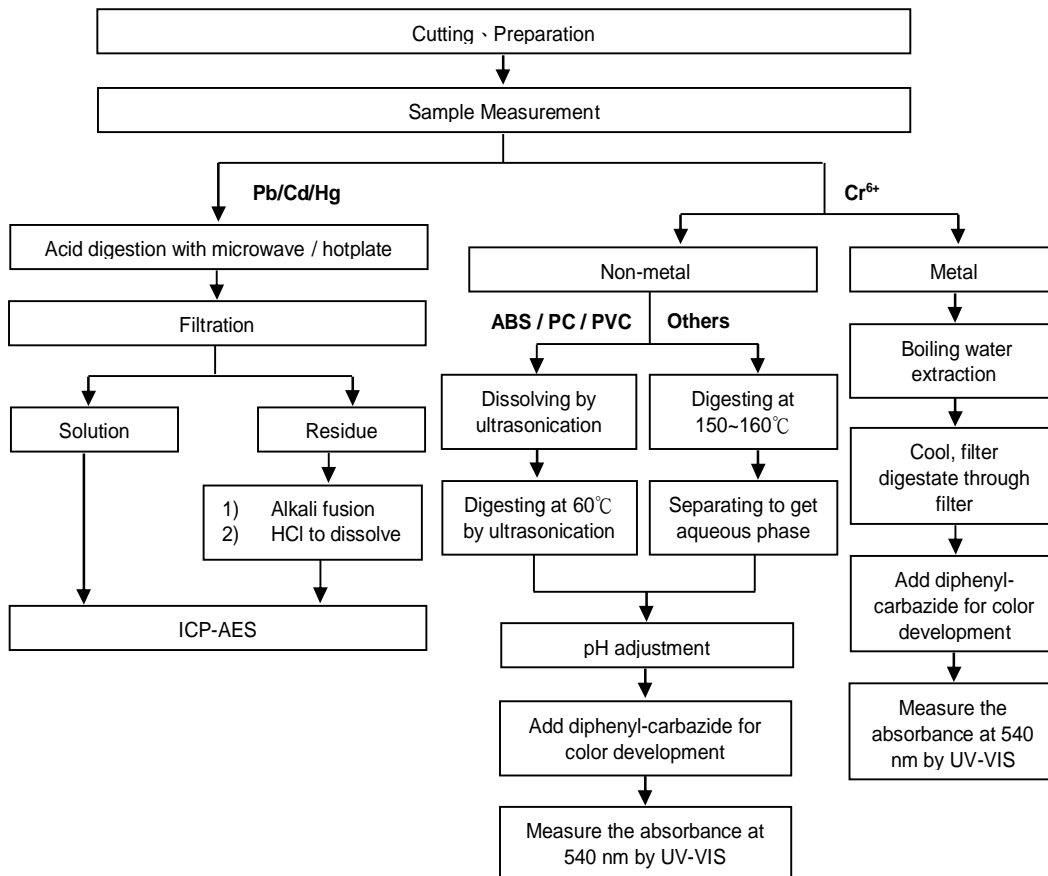 Cutting、Preparation
Sample Measurement
Pb/Cd/Hg
Cr⁶⁺
Acid digestion with microwave / hotplate
Non-metal
Metal
Filtration
ABS / PC / PVC
Others
Boiling water
extraction
Solution
Residue
Dissolving by
ultrasonication
Digesting at
150~160℃
Cool, filter
digestate through
filter
1) Alkali fusion
2) HCl to dissolve
Digesting at 60℃
by ultrasonication
Separating to get
aqueous phase
Add diphenyl-
carbazide for color
development
ICP-AES
pH adjustment
Measure the
absorbance at 540
nm by UV-VIS
Add diphenyl-carbazide for
color development
Measure the absorbance at
540 nm by UV-VIS